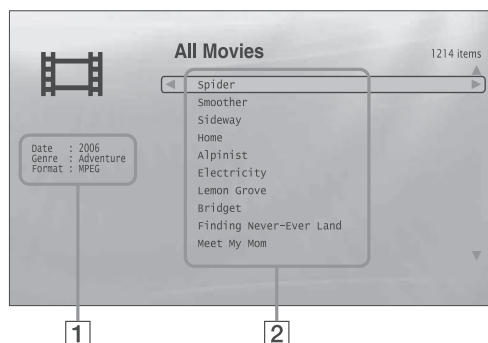 All Movies
1214 items
Spider
Smoother
Sideway
Home
Alpinist
Electricity
Lemon Grove
Bridget
Finding Never-Ever Land
Meet My Mom
Date : 2006
Genre : Adventure
Format : MPEG
1
2